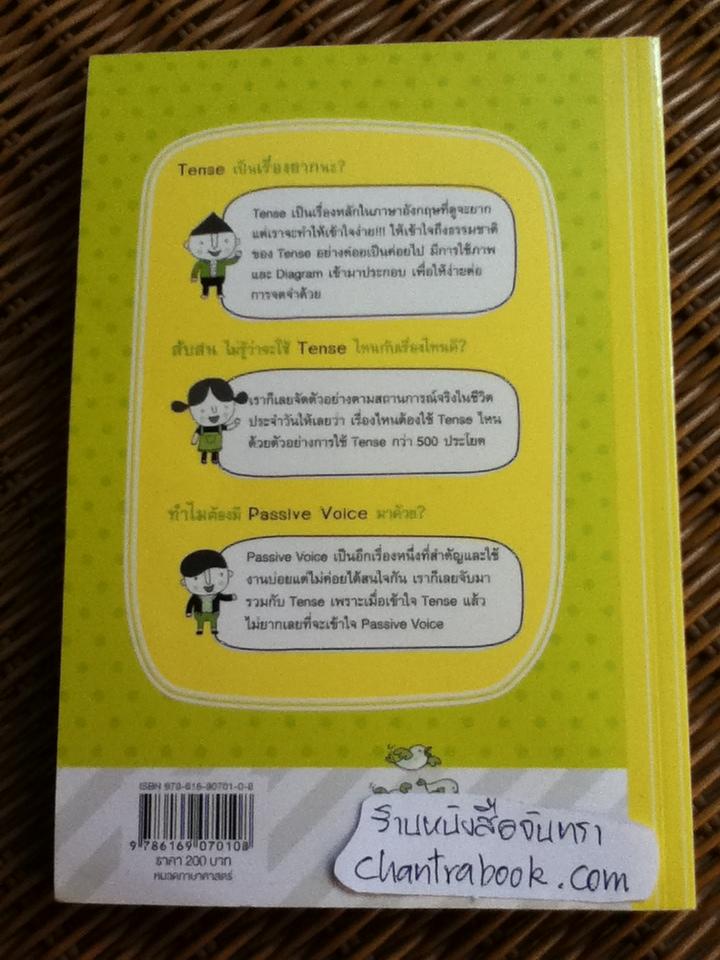 Tense เป็นเรื่องยากนะ?
Tense เป็นเรื่องหลักในภาษาอังกฤษที่ดูจะยาก
แต่เราจะทำให้เข้าใจง่าย!!! ให้เข้าใจถึงธรรมชาติ
ของ Tense อย่างค่อยเป็นค่อยไป มีการใช้ภาพ
และ Diagram เข้ามาประกอบ เพื่อให้ง่ายต่อ
การจดจำด้วย
สับสน ไม่รู้ว่าจะใช้ Tense ไหนกับเรื่องไหนดี?
เราก็เลยจัดตัวอย่างตามสถานการณ์จริงในชีวิต
ประจำวันให้เลยว่า เรื่องไหนต้องใช้ Tense ไหน
ด้วยตัวอย่างการใช้ Tense กว่า 500 ประโยค
ทำไมต้องมี Passive Voice มาด้วย?
Passive Voice เป็นอีกเรื่องหนึ่งที่สำคัญและใช้
งานบ่อยแต่ไม่ค่อยได้สนใจกัน เราก็เลยจับมา
รวมกับ Tense เพราะเมื่อเข้าใจ Tense แล้ว
ไม่ยากเลยที่จะเข้าใจ Passive Voice
ISBN 978-616-90701-0-8
9 786169 070108
ราคา 200 บาท
หมวดภาษาศาสตร์
ร้านหนังสือจันทรา
chantrabook.com